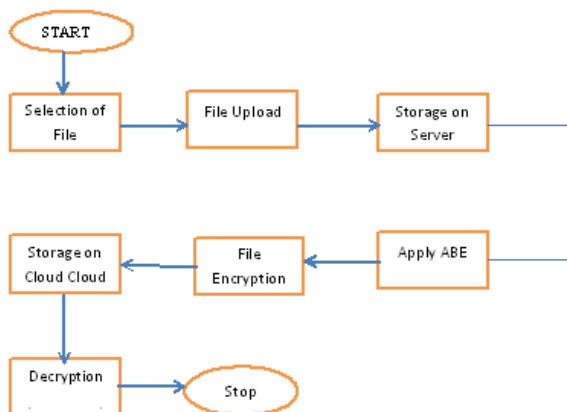 START
Selection of
File
File Upload
Storage on
Server
Apply ABE
File
Encryption
Storage on
Cloud Cloud
Decryption
Stop